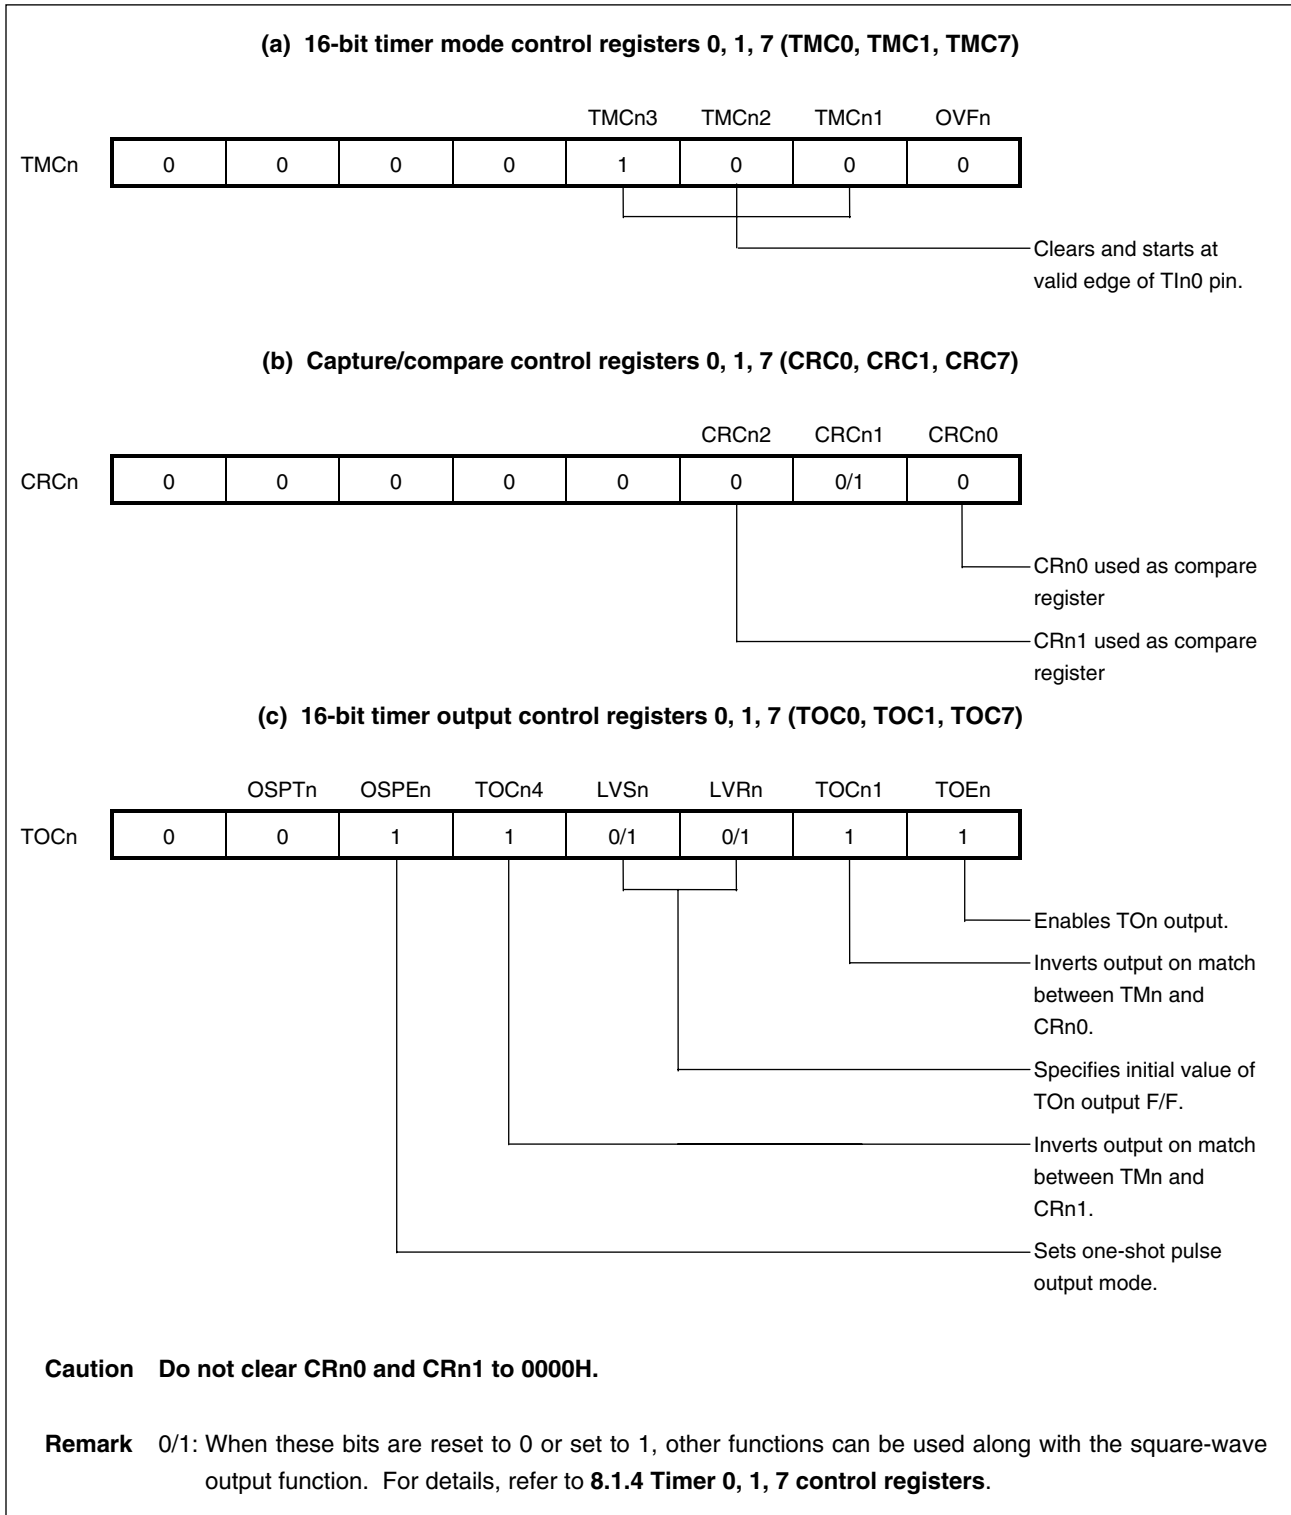 (a) 16-bit timer mode control registers 0, 1, 7 (TMC0, TMC1, TMC7)
TMCn3 TMCn2 TMCn1 OVFn
TMCn 0 0 0 0 1 0 0 0
Clears and starts at
valid edge of TIn0 pin.
(b) Capture/compare control registers 0, 1, 7 (CRC0, CRC1, CRC7)
CRCn2 CRCn1 CRCn0
CRCn 0 0 0 0 0 0 0/1 0
CRn0 used as compare
register
CRn1 used as compare
register
(c) 16-bit timer output control registers 0, 1, 7 (TOC0, TOC1, TOC7)
OSPTn OSPEn TOCn4 LVSn LVRn TOCn1 TOEn
TOCn 0 0 1 1 0/1 0/1 1 1
Enables TOn output.
Inverts output on match
between TMn and
CRn0.
Specifies initial value of
TOn output F/F.
Inverts output on match
between TMn and
CRn1.
Sets one-shot pulse
output mode.
Caution Do not clear CRn0 and CRn1 to 0000H.
Remark 0/1: When these bits are reset to 0 or set to 1, other functions can be used along with the square-wave
output function. For details, refer to 8.1.4 Timer 0, 1, 7 control registers.